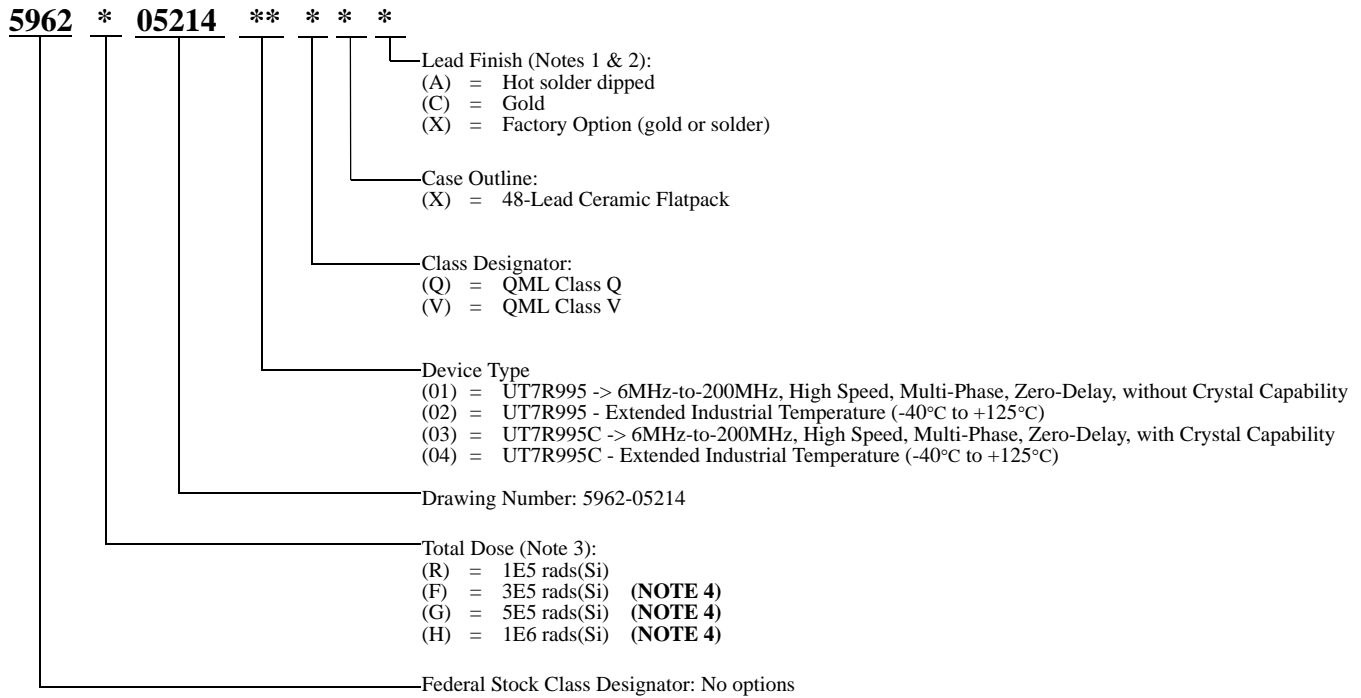 5962 * 05214 ** * * *
Lead Finish (Notes 1 & 2):
(A) = Hot solder dipped
(C) = Gold
(X) = Factory Option (gold or solder)
Case Outline:
(X) = 48-Lead Ceramic Flatpack
Class Designator:
(Q) = QML Class Q
(V) = QML Class V
Device Type
(01) = UT7R995 -> 6MHz-to-200MHz, High Speed, Multi-Phase, Zero-Delay, without Crystal Capability
(02) = UT7R995 - Extended Industrial Temperature (-40°C to +125°C)
(03) = UT7R995C -> 6MHz-to-200MHz, High Speed, Multi-Phase, Zero-Delay, with Crystal Capability
(04) = UT7R995C - Extended Industrial Temperature (-40°C to +125°C)
Drawing Number: 5962-05214
Total Dose (Note 3):
(R) = 1E5 rads(Si)
(F) = 3E5 rads(Si) (NOTE 4)
(G) = 5E5 rads(Si) (NOTE 4)
(H) = 1E6 rads(Si) (NOTE 4)
Federal Stock Class Designator: No options